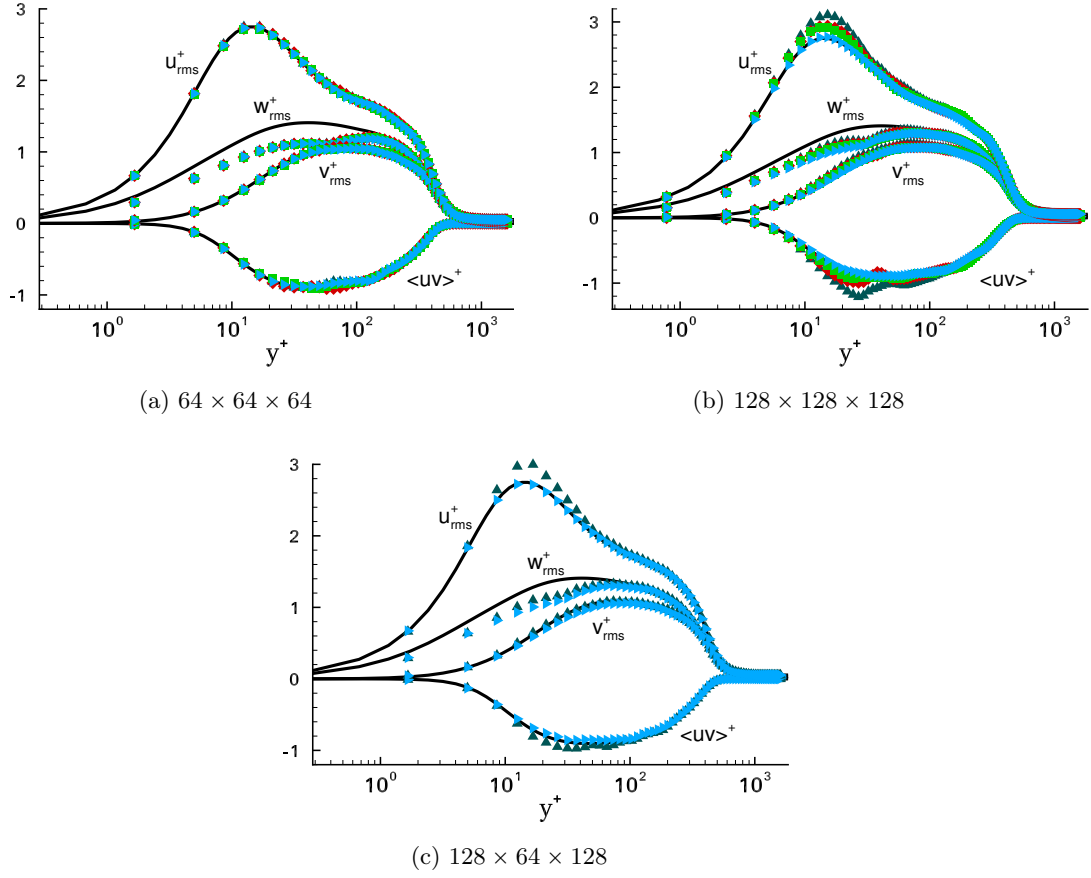 3
2
1
0
-1
u+rms
w+rms
v+rms
<uv>+
10^0 10^1 10^2 10^3
y+
(a) 64 × 64 × 64
3
2
1
0
-1
u+rms
w+rms
v+rms
<uv>+
10^0 10^1 10^2 10^3
y+
(b) 128 × 128 × 128
3
2
1
0
-1
u+rms
w+rms
v+rms
<uv>+
10^0 10^1 10^2 10^3
y+
(c) 128 × 64 × 128